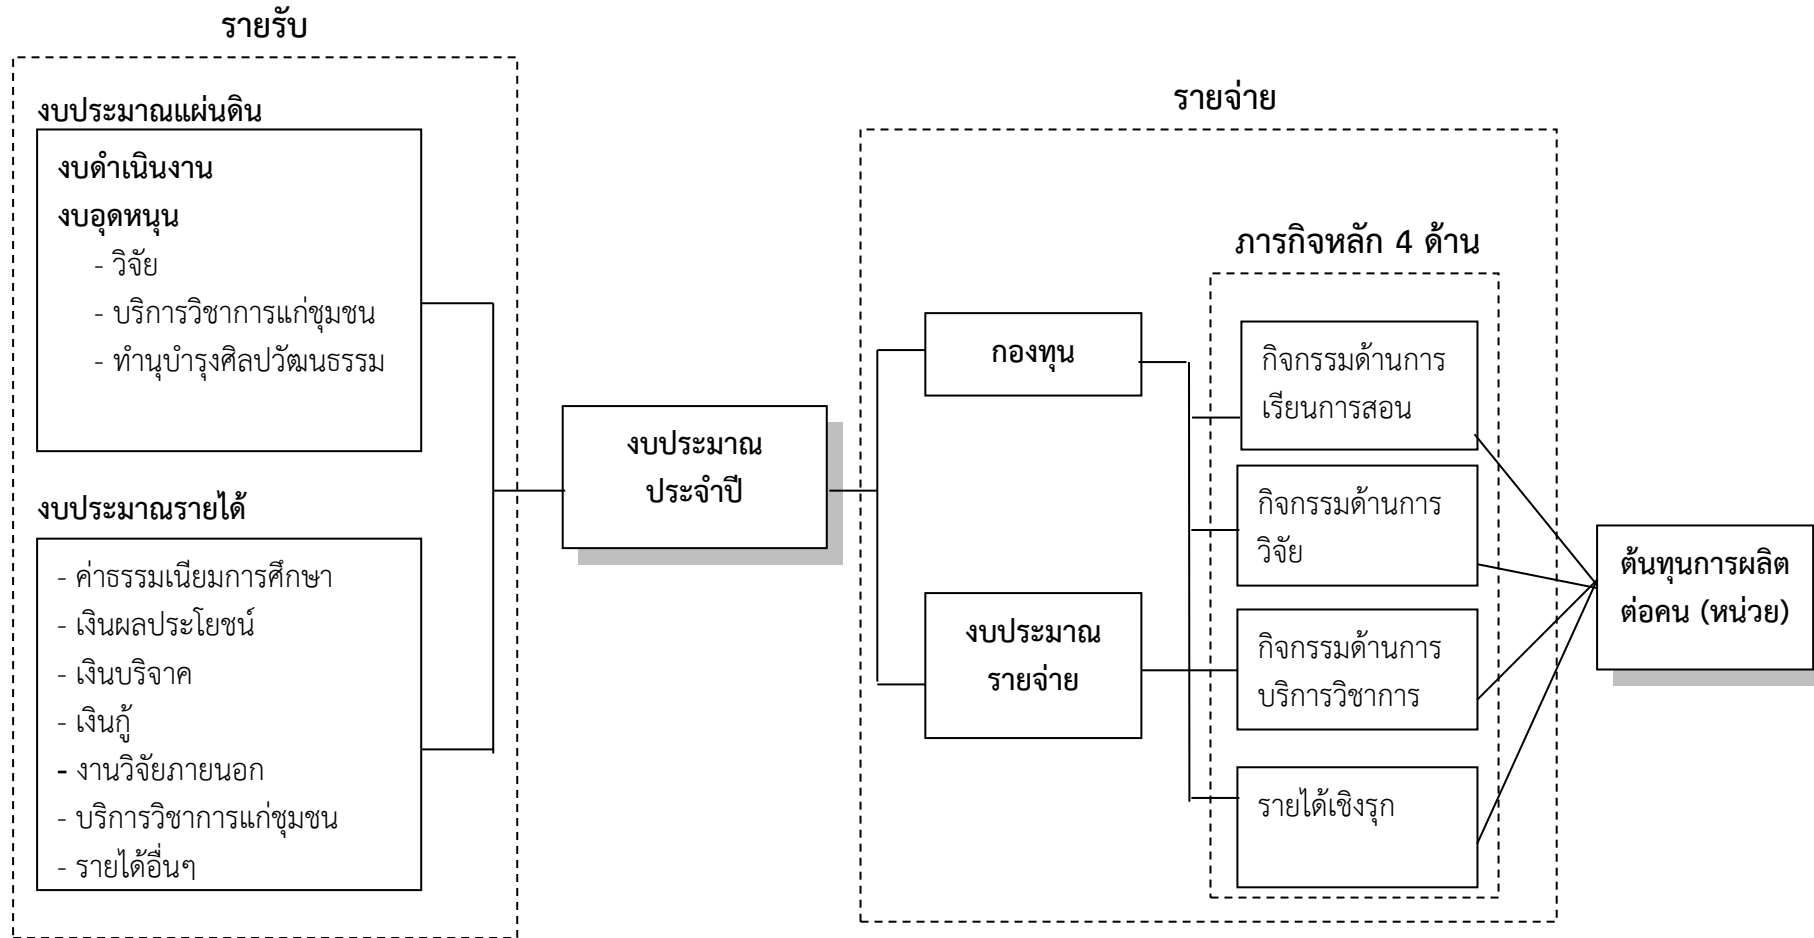 รายรับ
งบประมาณแผ่นดิน
งบดำเนินงาน
งบอุดหนุน
- วิจัย
- บริการวิชาการแก่ชุมชน
- ทำนุบำรุงศิลปวัฒนธรรม
งบประมาณรายได้
- ค่าธรรมเนียมการศึกษา
- เงินผลประโยชน์
- เงินบริจาค
- เงินกู้
- งานวิจัยภายนอก
- บริการวิชาการแก่ชุมชน
- รายได้อื่นๆ
งบประมาณ
ประจำปี
รายจ่าย
กองทุน
งบประมาณ
รายจ่าย
ภารกิจหลัก 4 ด้าน
กิจกรรมด้านการ
เรียนการสอน
กิจกรรมด้านการ
วิจัย
กิจกรรมด้านการ
บริการวิชาการ
รายได้เชิงรุก
ต้นทุนการผลิต
ต่อคน (หน่วย)